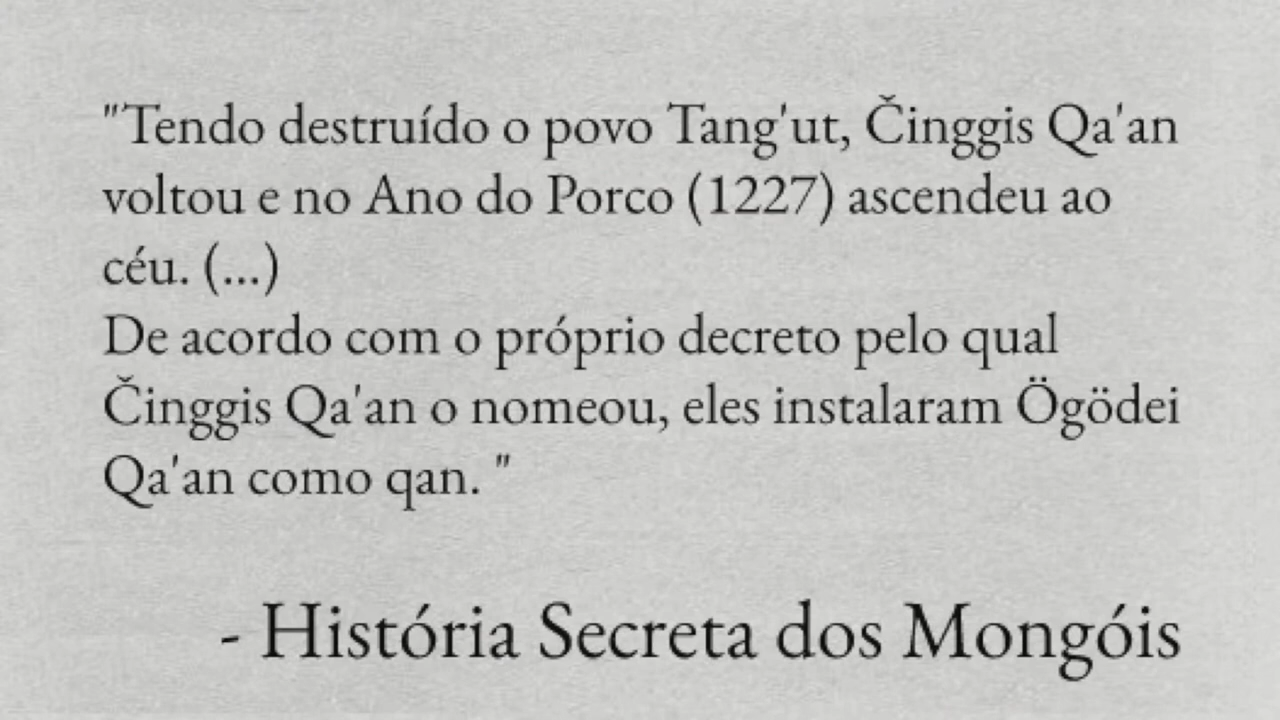 "Tendo destruído o povo Tang'ut, Činggis Qa'an
voltou e no Ano do Porco (1227) ascendeu ao
céu. (...)
De acordo com o próprio decreto pelo qual
Činggis Qa'an o nomeou, eles instalaram Ögödei
Qa'an como qan. "
- História Secreta dos Mongóis